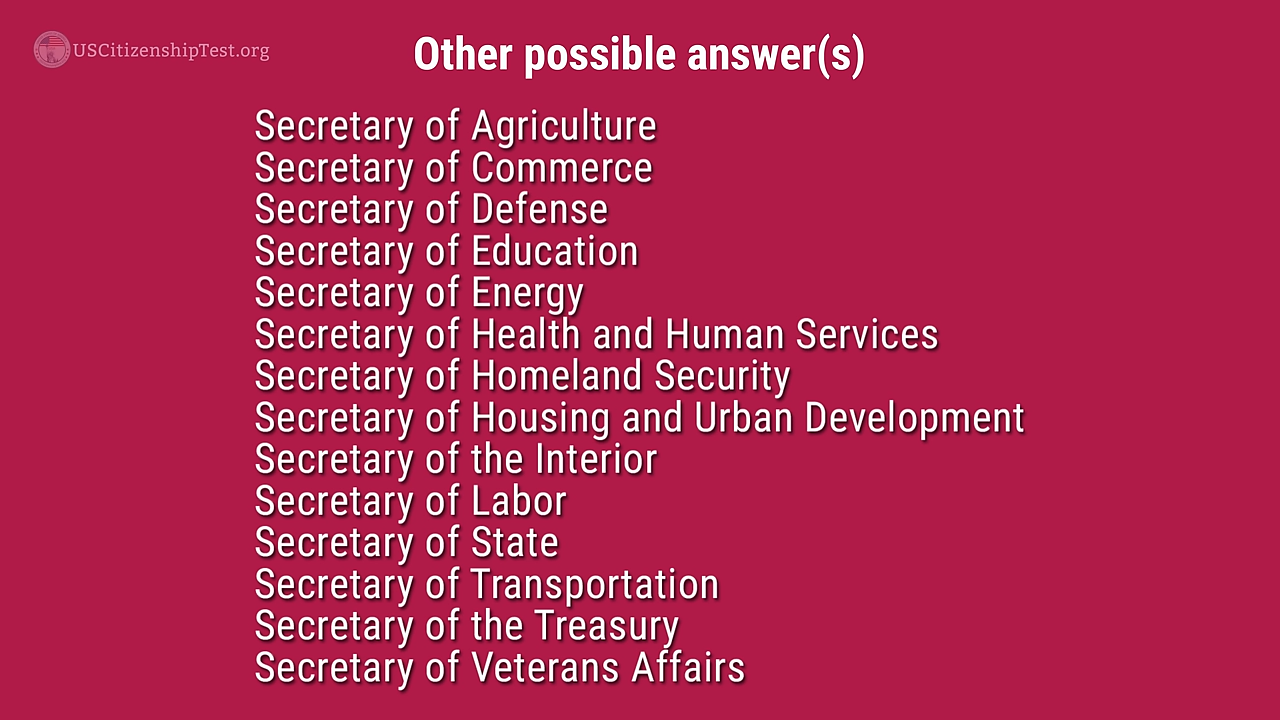 USCitizenshipTest.org
Other possible answer(s)
Secretary of Agriculture
Secretary of Commerce
Secretary of Defense
Secretary of Education
Secretary of Energy
Secretary of Health and Human Services
Secretary of Homeland Security
Secretary of Housing and Urban Development
Secretary of the Interior
Secretary of Labor
Secretary of State
Secretary of Transportation
Secretary of the Treasury
Secretary of Veterans Affairs